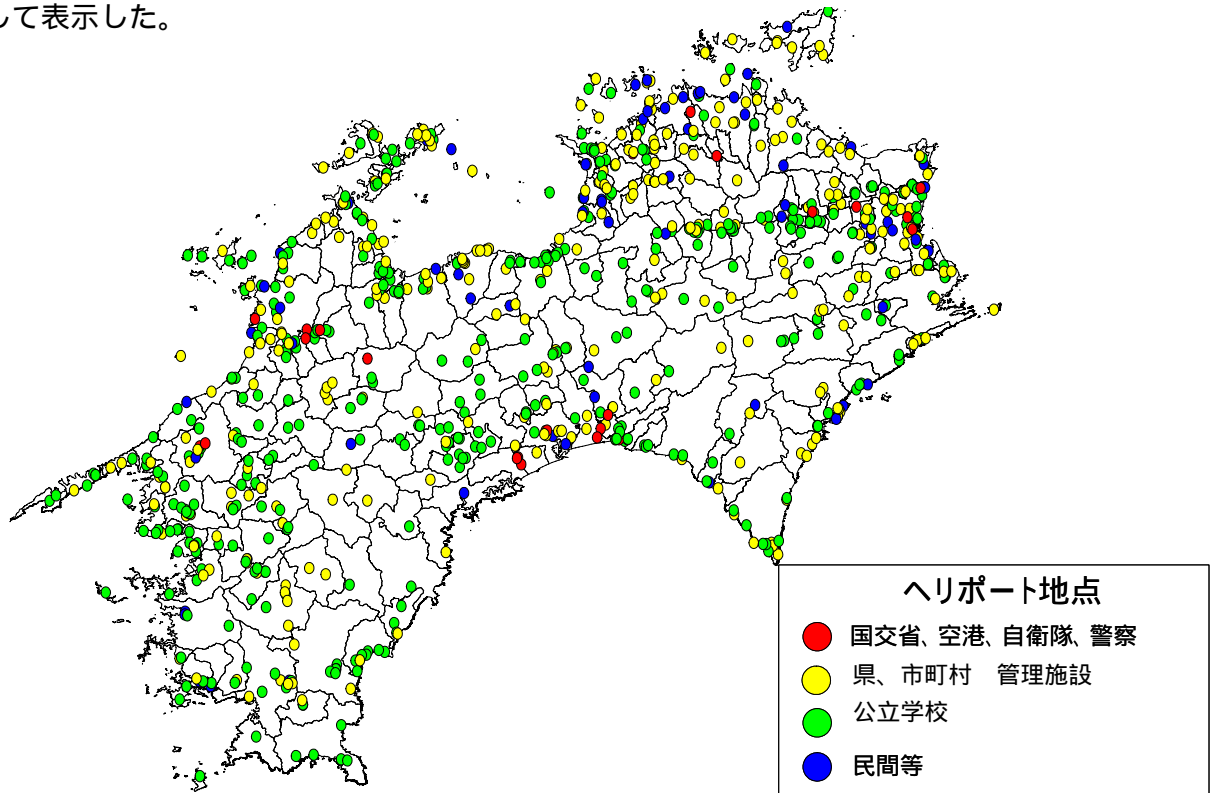 して表示した。
ヘリポート地点
国交省、空港、自衛隊、警察
県、市町村　管理施設
公立学校
民間等